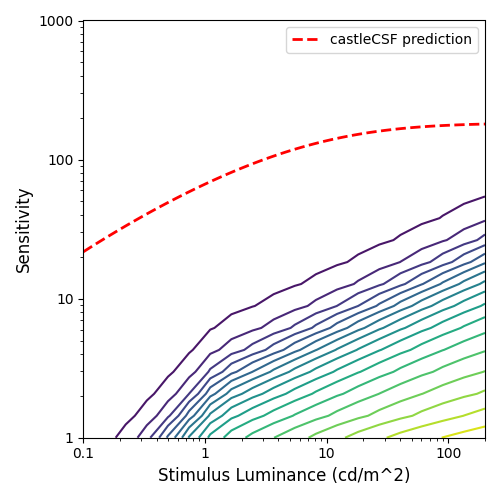 1000
castleCSF prediction
100
Sensitivity
10
1
0.1 1 10 100
Stimulus Luminance (cd/m^2)